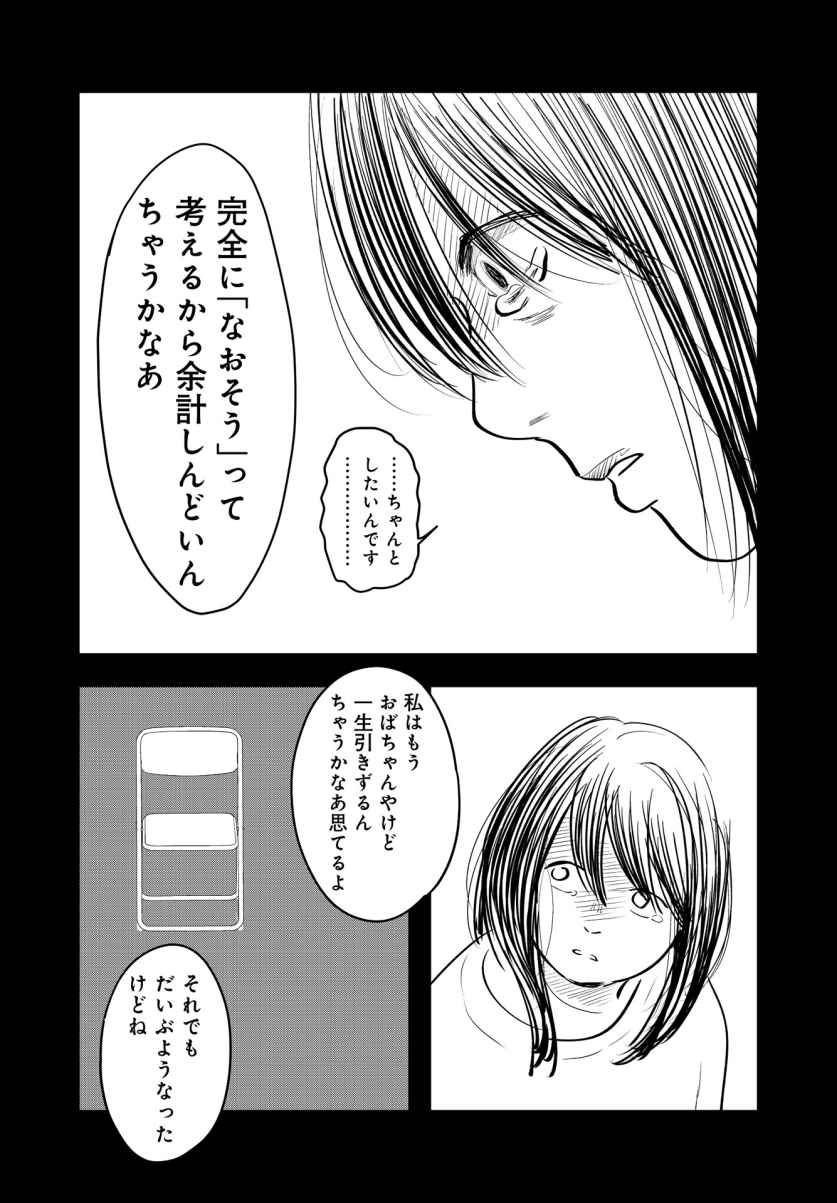 ……ちゃんと
したいんです
……………
完全に「なおそう」って
考えるから余計しんどいん
ちゃうかなあ
私はもう
おばちゃんやけど
一生引きずるん
ちゃうかなあ思てるよ
それでも
だいぶようなった
けどね